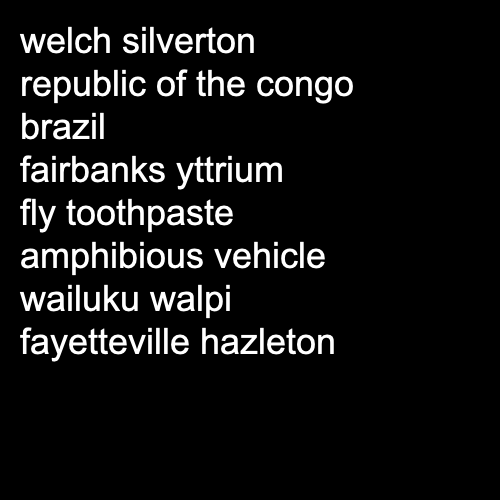 welch silverton
republic of the congo
brazil
fairbanks yttrium
fly toothpaste
amphibious vehicle
wailuku walpi
fayetteville hazleton